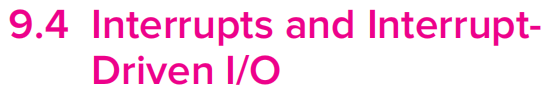 9.4 Interrupts and Interrupt-
Driven I/O